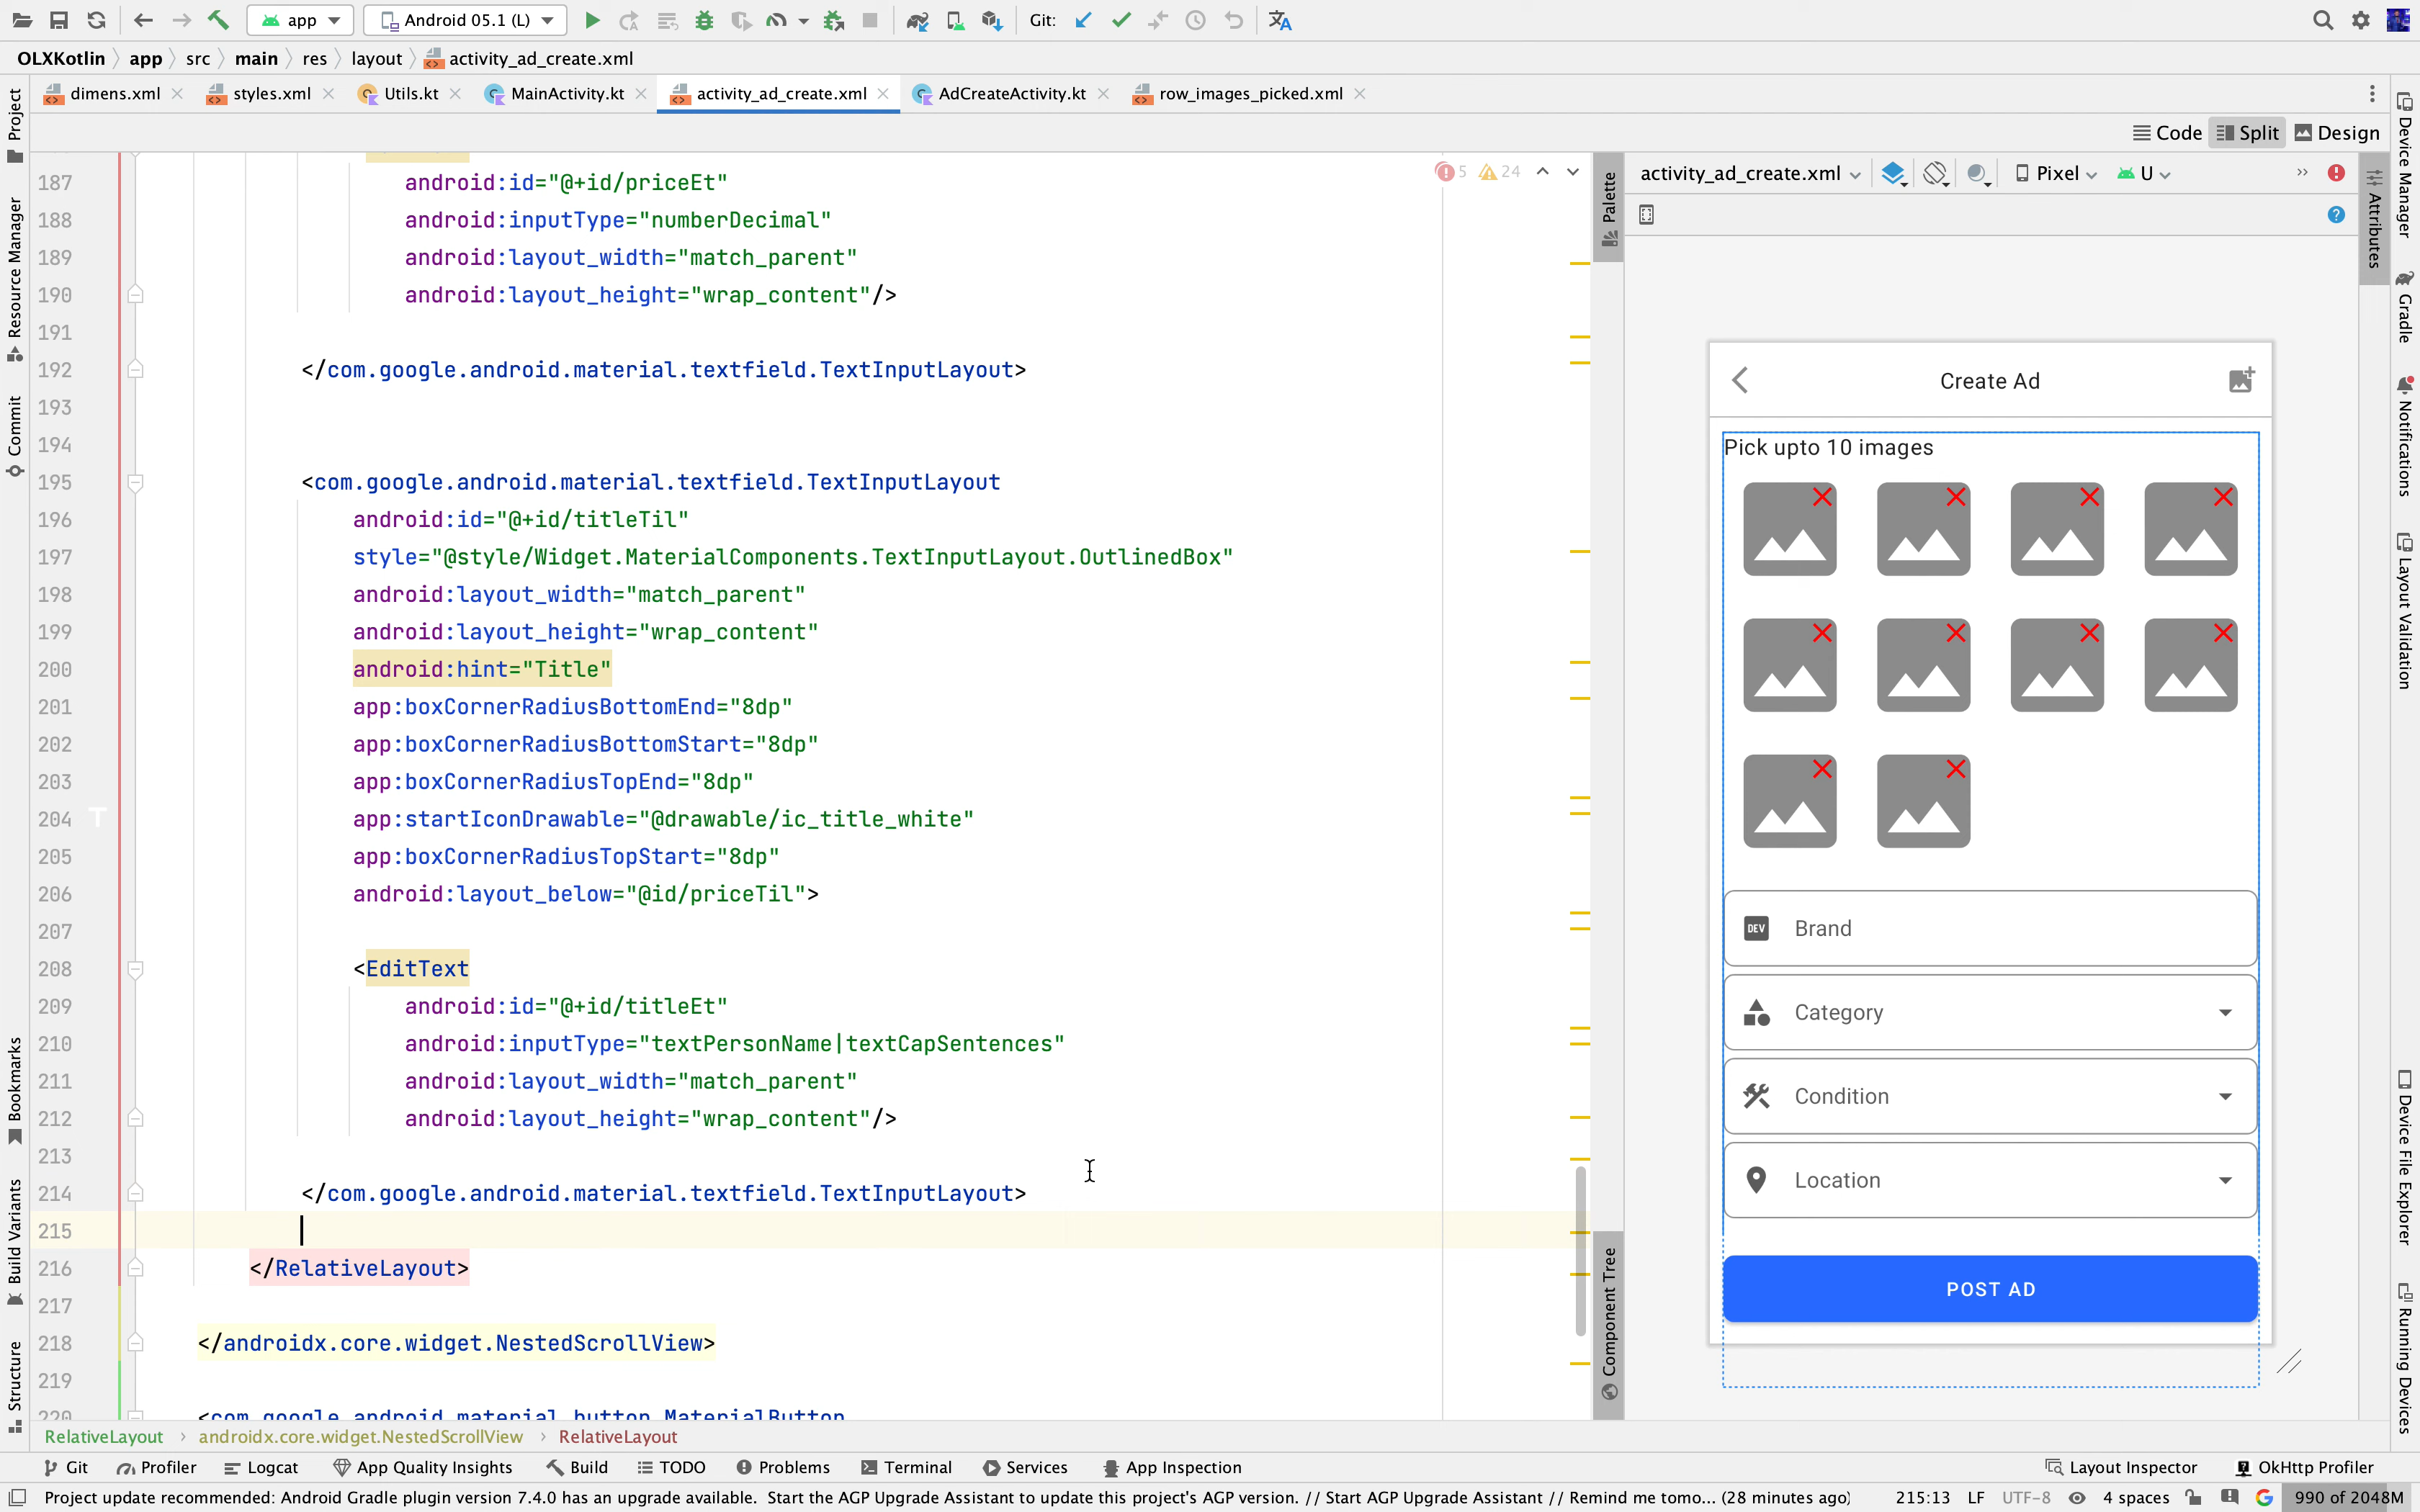 app
Android 05.1 (L)
Git:
OLXKotlin
app
src
main
res
layout
activity_ad_create.xml
dimens.xml
styles.xml
Utils.kt
MainActivity.kt
activity_ad_create.xml
AdCreateActivity.kt
row_images_picked.xml
Code
Split
Design
5
24
activity_ad_create.xml
Pixel
U
187 android:id="@+id/priceEt"
188 android:inputType="numberDecimal"
189 android:layout_width="match_parent"
190 android:layout_height="wrap_content"/>
191
192 </com.google.android.material.textfield.TextInputLayout>
193
194
195 <com.google.android.material.textfield.TextInputLayout
196 android:id="@+id/titleTil"
197 style="@style/Widget.MaterialComponents.TextInputLayout.OutlinedBox"
198 android:layout_width="match_parent"
199 android:layout_height="wrap_content"
200 android:hint="Title"
201 app:boxCornerRadiusBottomEnd="8dp"
202 app:boxCornerRadiusBottomStart="8dp"
203 app:boxCornerRadiusTopEnd="8dp"
204 app:startIconDrawable="@drawable/ic_title_white"
205 app:boxCornerRadiusTopStart="8dp"
206 android:layout_below="@id/priceTil">
207
208 <EditText
209 android:id="@+id/titleEt"
210 android:inputType="textPersonName|textCapSentences"
211 android:layout_width="match_parent"
212 android:layout_height="wrap_content"/>
213
214 </com.google.android.material.textfield.TextInputLayout>
215
216 </RelativeLayout>
217
218 </androidx.core.widget.NestedScrollView>
219
220 <com.google.android.material.button.MaterialButton
Create Ad
Pick upto 10 images
DEV
Brand
Category
Condition
Location
POST AD
Project
Resource Manager
Commit
Bookmarks
Build Variants
Structure
Palette
Component Tree
Attributes
Device Manager
Gradle
Notifications
Layout Validation
Device File Explorer
Running Devices
RelativeLayout
androidx.core.widget.NestedScrollView
RelativeLayout
Git
Profiler
Logcat
App Quality Insights
Build
TODO
Problems
Terminal
Services
App Inspection
Layout Inspector
OkHttp Profiler
Project update recommended: Android Gradle plugin version 7.4.0 has an upgrade available. Start the AGP Upgrade Assistant to update this project's AGP version. // Start AGP Upgrade Assistant // Remind me tomo... (28 minutes ago)
215:13
LF
UTF-8
4 spaces
990 of 2048M